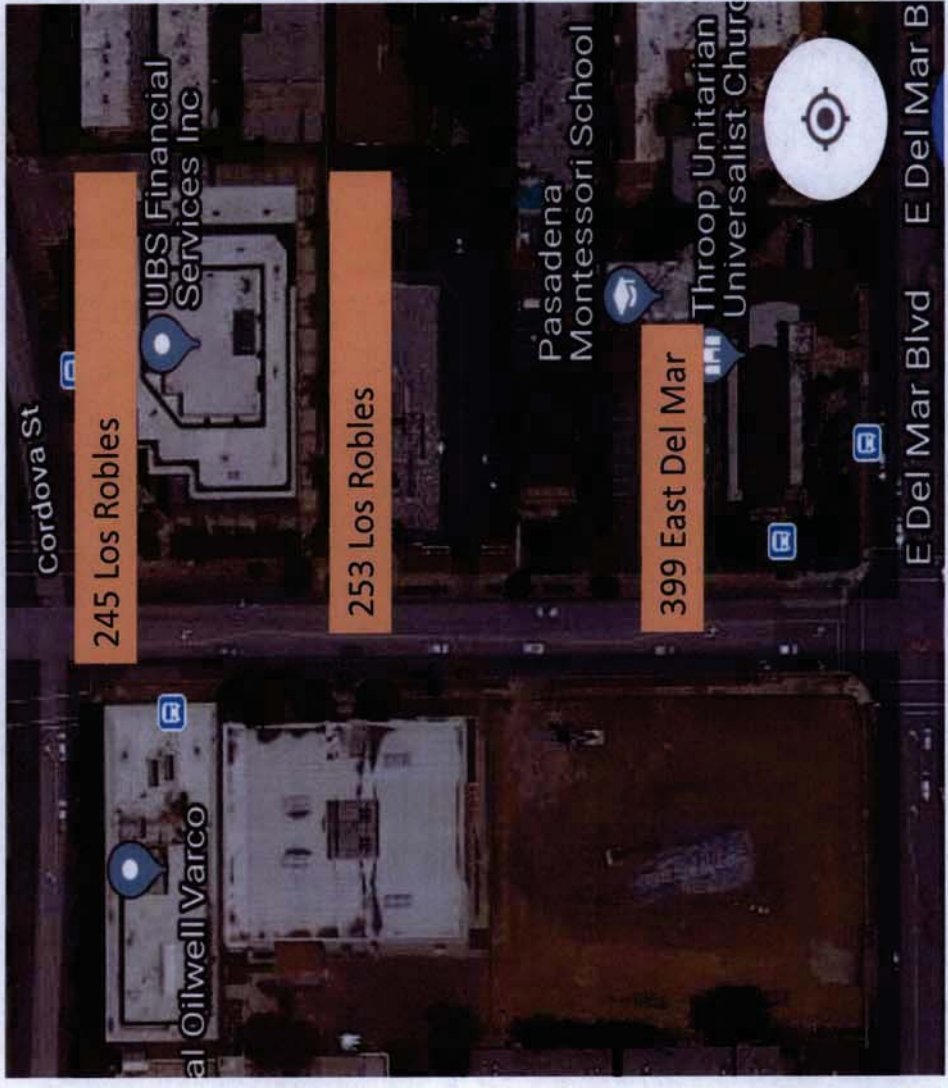 Cordova St
245 Los Robles
UBS Financial
Services Inc
al Oilwell Varco
253 Los Robles
Pasadena
Montessori School
399 East Del Mar
Throop Unitarian
Universalist Churc
E Del Mar Blvd
E Del Mar B